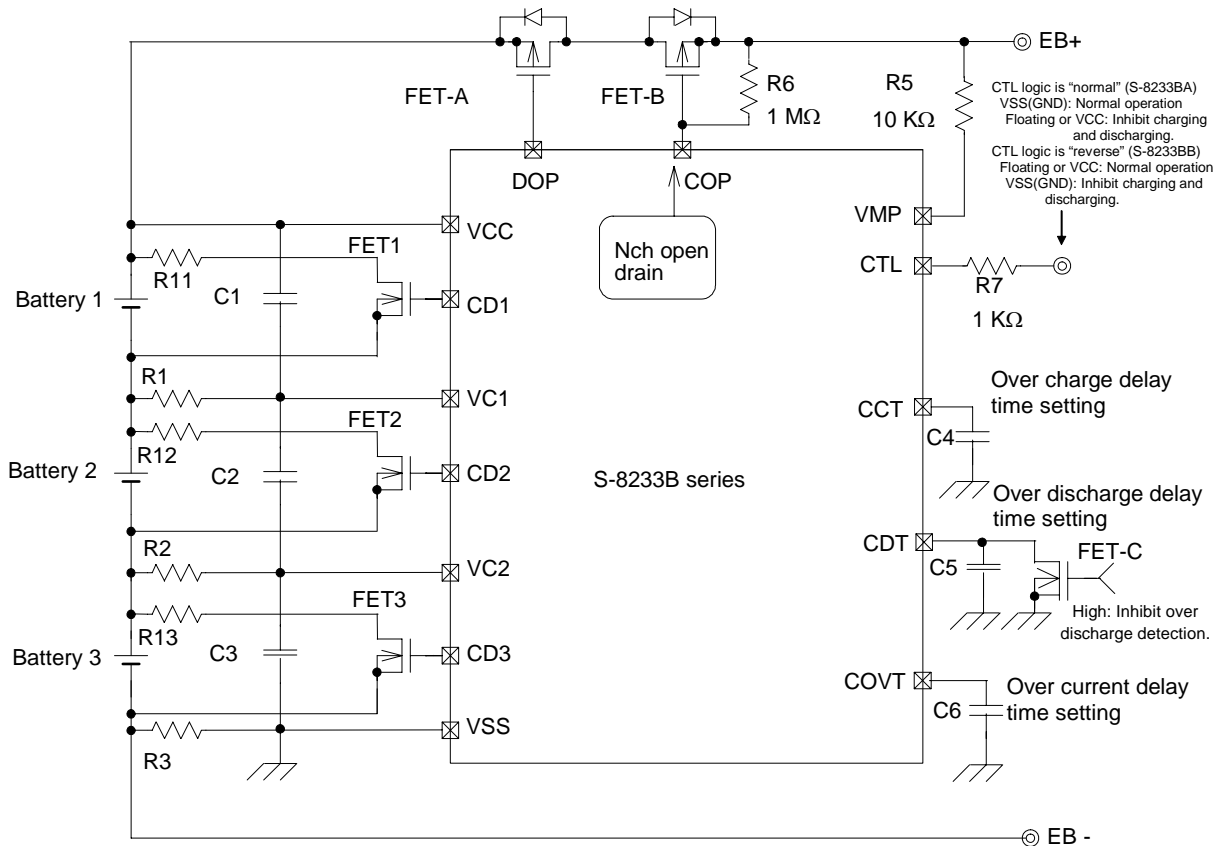 EB+
FET-A
FET-B
R6
1 MΩ
R5
10 KΩ
CTL logic is “normal” (S-8233BA)
VSS(GND): Normal operation
Floating or VCC: Inhibit charging
and discharging.
CTL logic is “reverse” (S-8233BB)
Floating or VCC: Normal operation
VSS(GND): Inhibit charging and
discharging.
DOP
COP
VMP
VCC
FET1
Nch open
drain
CTL
R11
R7
Battery 1
C1
CD1
1 KΩ
R1
VC1
Over charge delay
time setting
CCT
FET2
C4
R12
Battery 2
C2
CD2
S-8233B series
Over discharge delay
time setting
R2
CDT
FET-C
VC2
C5
FET3
High: Inhibit over
discharge detection.
R13
Battery 3
C3
CD3
COVT
Over current delay
time setting
C6
VSS
R3
EB -